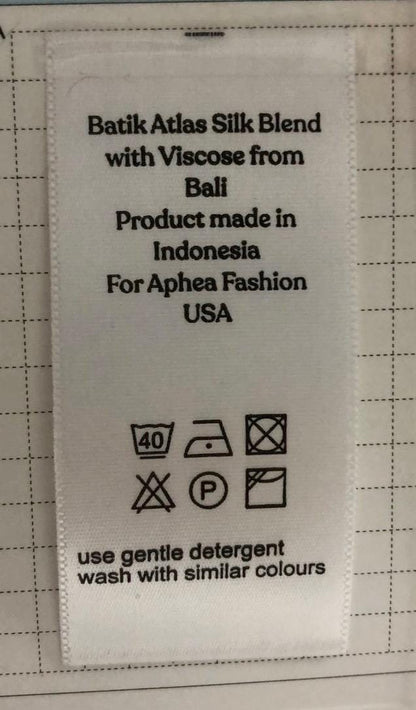 Batik Atlas Silk Blend
with Viscose from
Bali
Product made in
Indonesia
For Aphea Fashion
USA
40
P
use gentle detergent
wash with similar colours